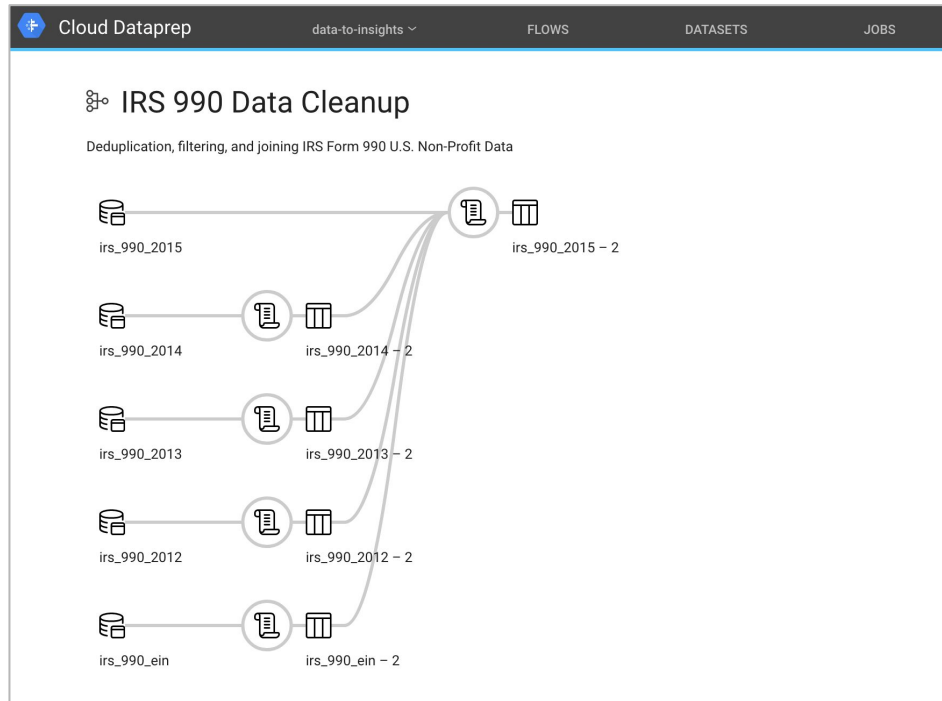 Cloud Dataprep data-to-insights FLOWS DATASETS JOBS
IRS 990 Data Cleanup
Deduplication, filtering, and joining IRS Form 990 U.S. Non-Profit Data
irs_990_2015 irs_990_2015 – 2
irs_990_2014 irs_990_2014 – 2
irs_990_2013 irs_990_2013 – 2
irs_990_2012 irs_990_2012 – 2
irs_990_ein irs_990_ein – 2